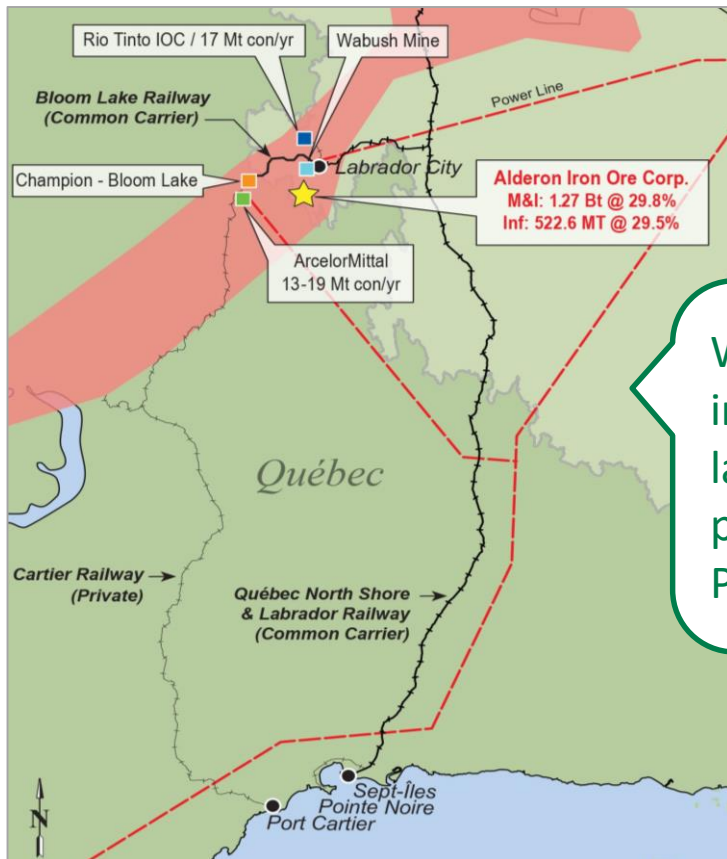 Rio Tinto IOC / 17 Mt con/yr
Wabush Mine
Bloom Lake Railway
(Common Carrier)
Power Line
Labrador City
Champion - Bloom Lake
Alderon Iron Ore Corp.
M&I: 1.27 Bt @ 29.8%
Inf: 522.6 MT @ 29.5%
ArcelorMittal
13-19 Mt con/yr
Québec
Cartier Railway
(Private)
Québec North Shore
& Labrador Railway
(Common Carrier)
Sept-Îles
Pointe Noire
Port Cartier
N